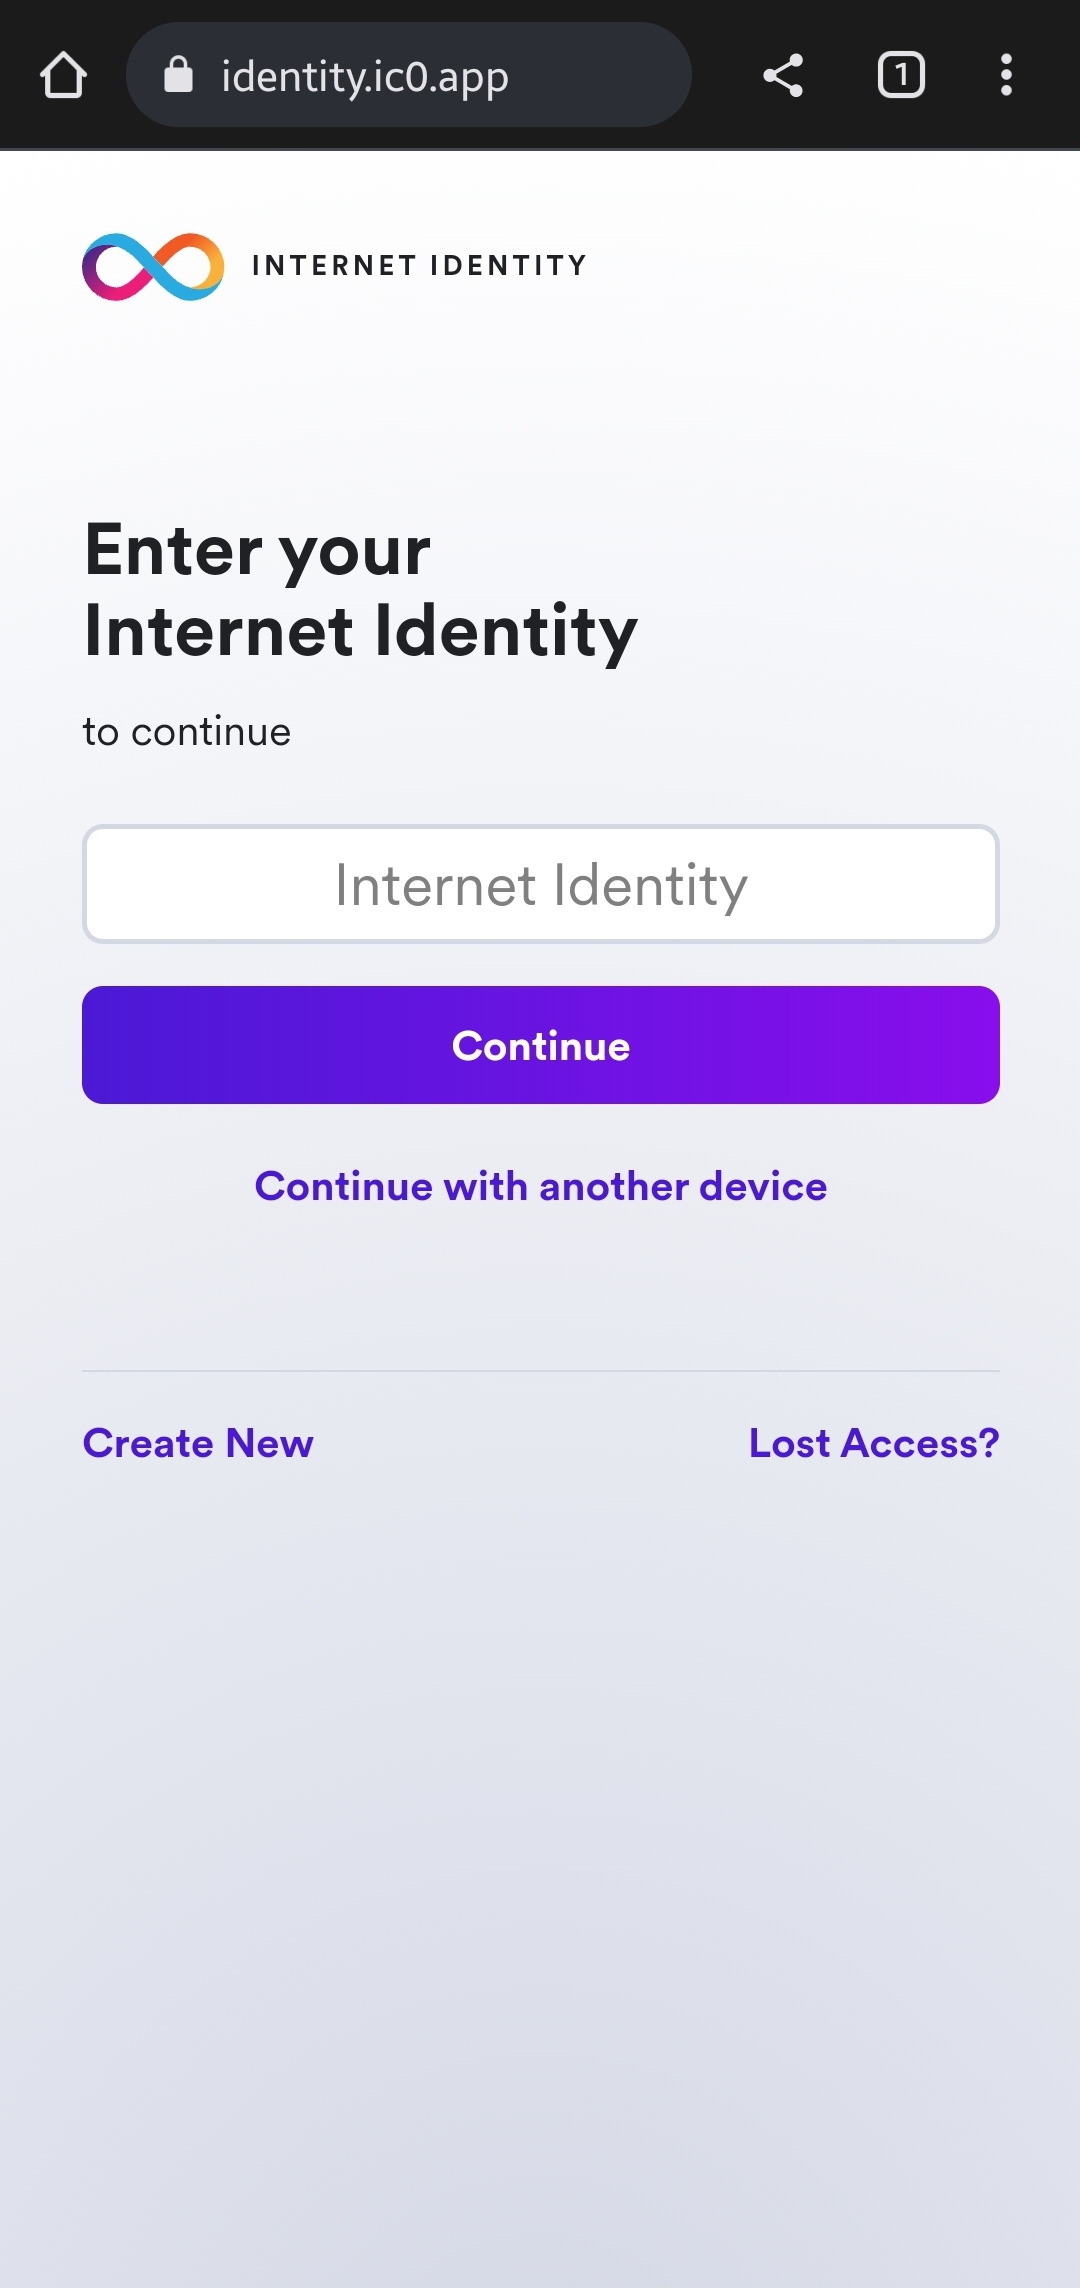 identity.ic0.app
1
INTERNET IDENTITY
Enter your
Internet Identity
to continue
Internet Identity
Continue
Continue with another device
Create New
Lost Access?